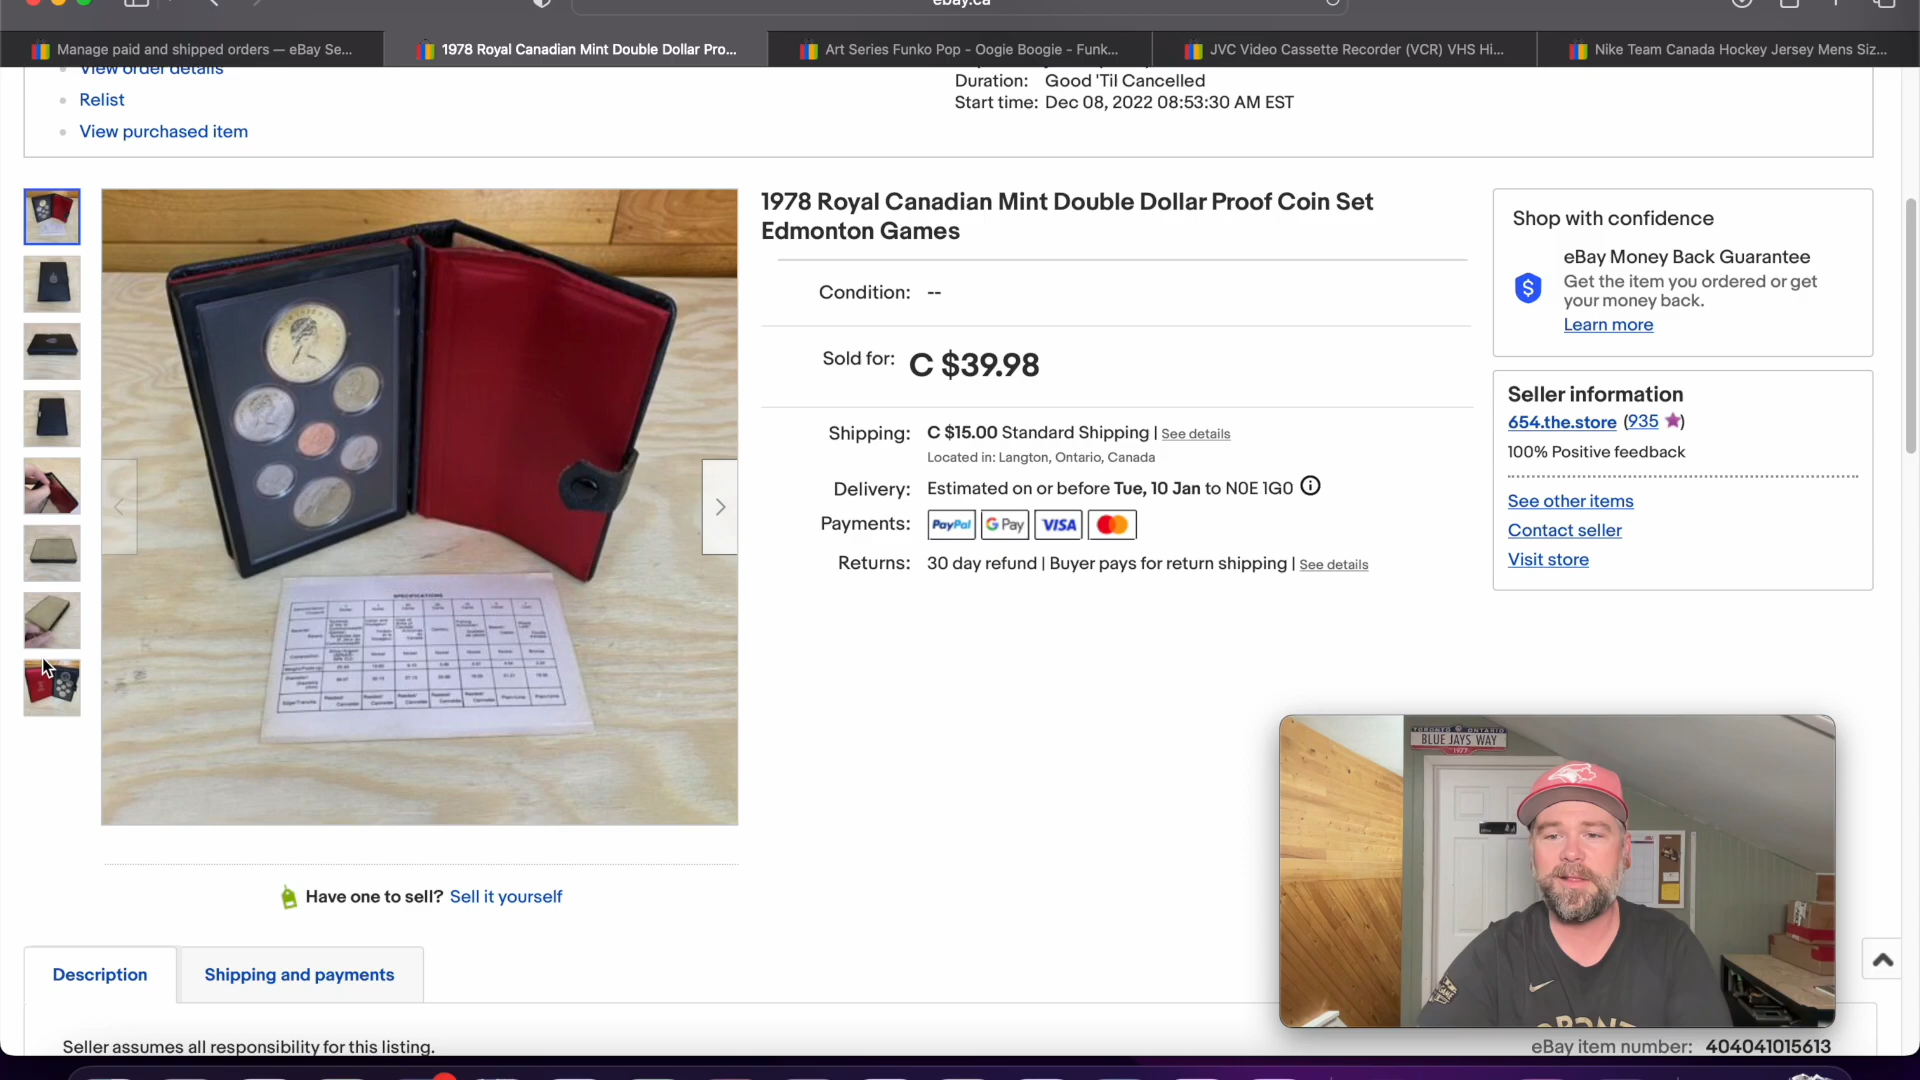 ebay.ca
Manage paid and shipped orders — eBay Se...
1978 Royal Canadian Mint Double Dollar Pro...
Art Series Funko Pop - Oogie Boogie - Funk...
JVC Video Cassette Recorder (VCR) VHS Hi...
Nike Team Canada Hockey Jersey Mens Siz...
View order details
Relist
View purchased item
Duration: Good 'Til Cancelled
Start time: Dec 08, 2022 08:53:30 AM EST
1978 Royal Canadian Mint Double Dollar Proof Coin Set
Edmonton Games
Condition: --
Sold for: C $39.98
Shipping: C $15.00 Standard Shipping | See details
Located in: Langton, Ontario, Canada
Delivery: Estimated on or before Tue, 10 Jan to N0E 1G0
Payments: PayPal G Pay VISA
Returns: 30 day refund | Buyer pays for return shipping | See details
Shop with confidence
eBay Money Back Guarantee
Get the item you ordered or get
your money back.
Learn more
Seller information
654.the.store (935)
100% Positive feedback
See other items
Contact seller
Visit store
SPECIFICATIONS
TORONTO ONTARIO
BLUE JAYS WAY
1977
Have one to sell? Sell it yourself
Description
Shipping and payments
Seller assumes all responsibility for this listing.
eBay item number: 404041015613